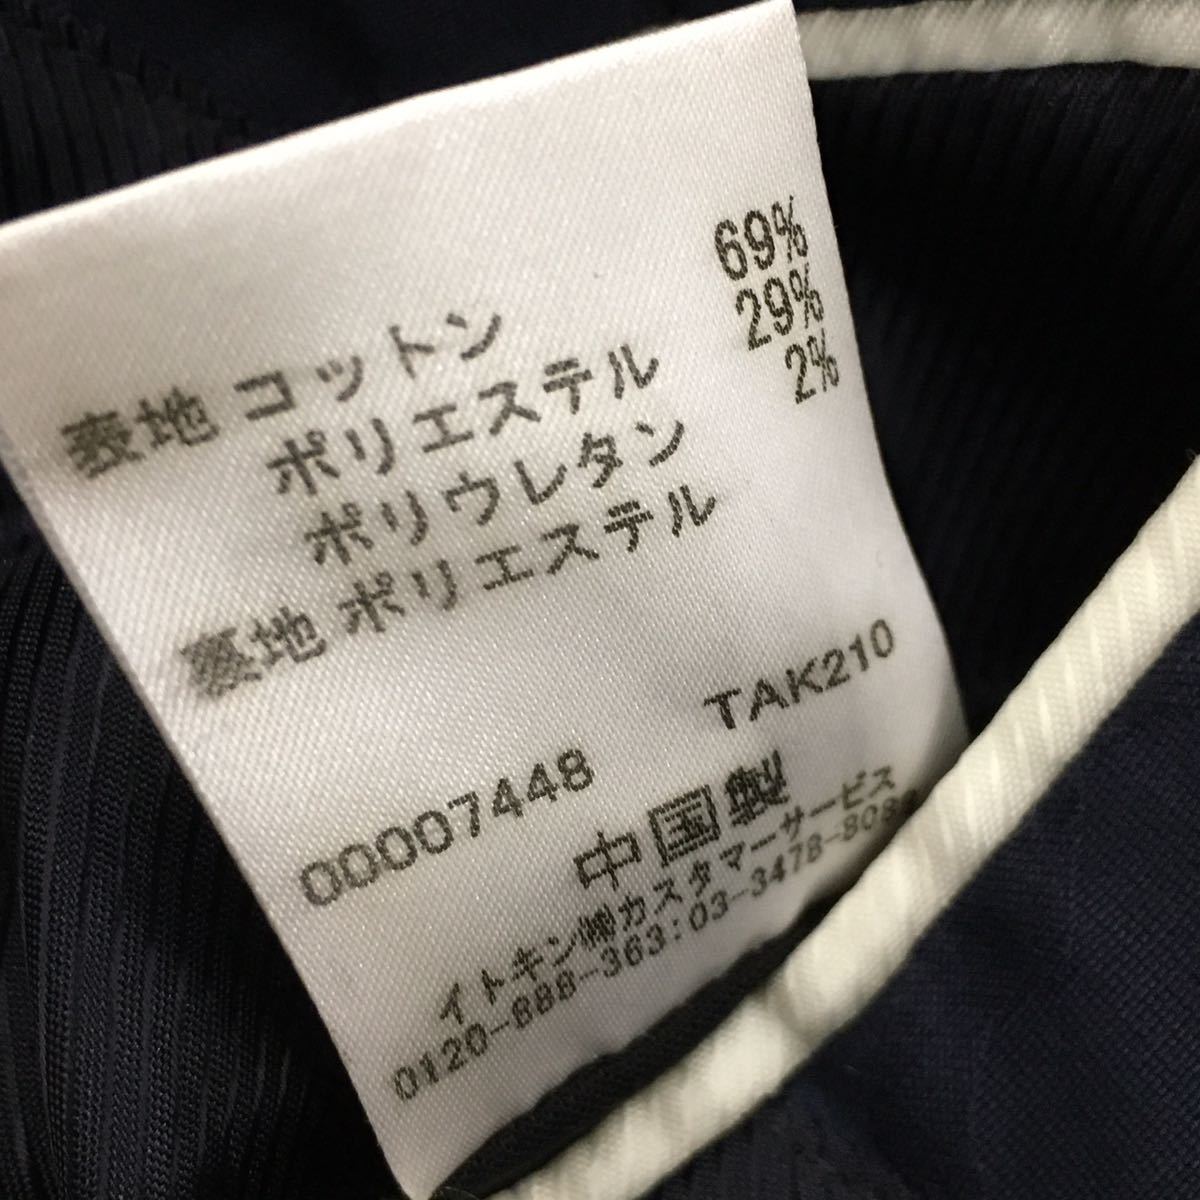 表地 コットン 69%
ポリエステル 29%
ポリウレタン 2%
裏地 ポリエステル
TAK210
00007448
中国製
イトキン㈱カスタマーサービス
0120-888-363:03-3478-808